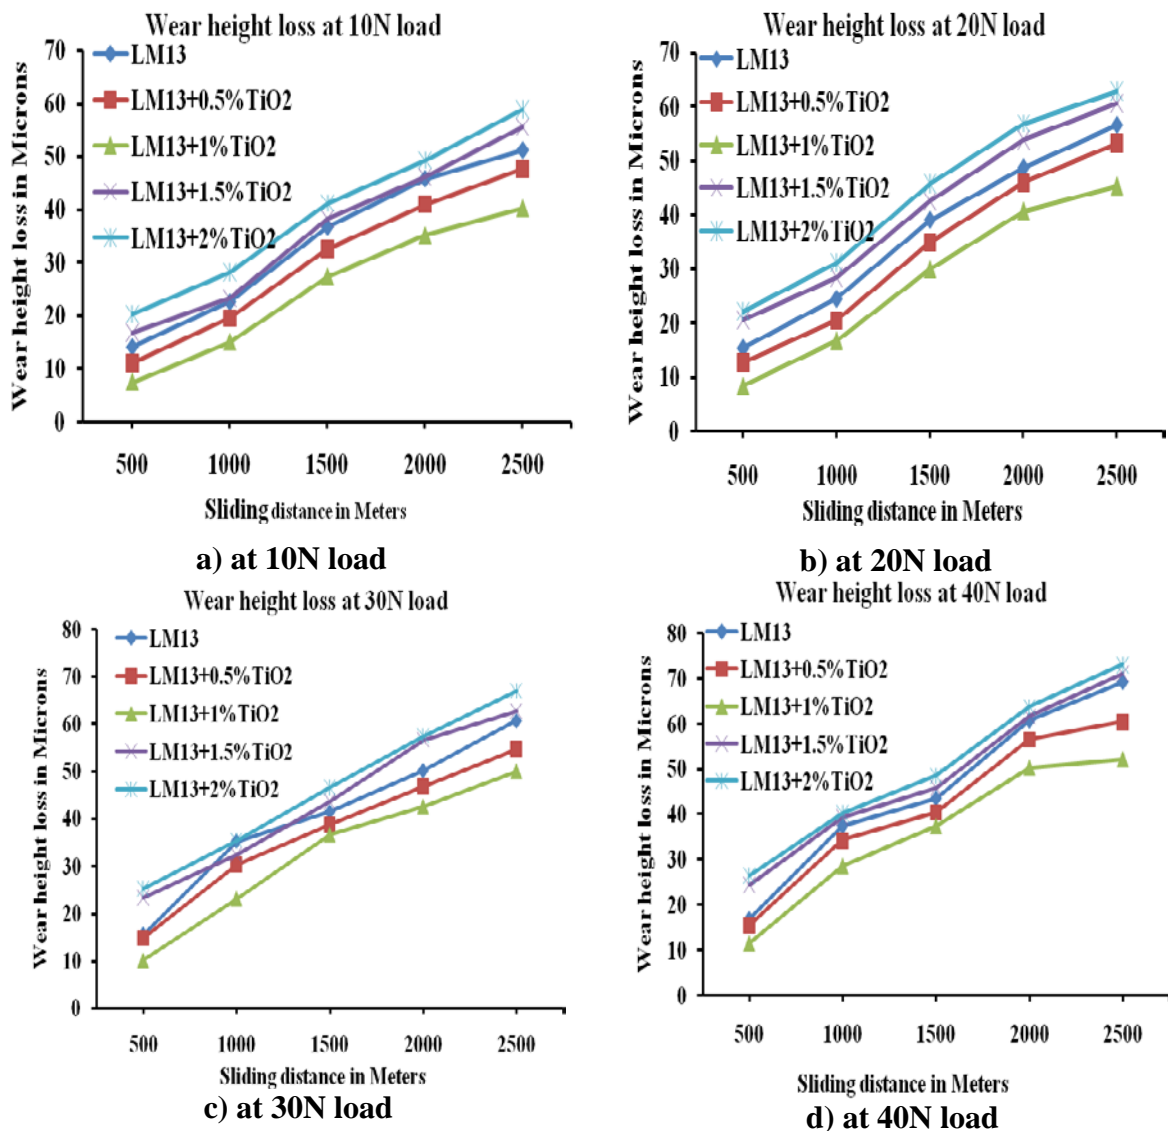 Wear height loss at 10N load
Wear height loss in Microns
70
60
50
40
30
20
10
0
LM13
LM13+0.5%TiO2
LM13+1%TiO2
LM13+1.5%TiO2
LM13+2%TiO2
500 1000 1500 2000 2500
Sliding distance in Meters
a) at 10N load
Wear height loss at 20N load
Wear height loss in Microns
70
60
50
40
30
20
10
0
LM13
LM13+0.5%TiO2
LM13+1%TiO2
LM13+1.5%TiO2
LM13+2%TiO2
500 1000 1500 2000 2500
Sliding distance in Meters
b) at 20N load
Wear height loss at 30N load
Wear height loss in Microns
80
70
60
50
40
30
20
10
0
LM13
LM13+0.5%TiO2
LM13+1%TiO2
LM13+1.5%TiO2
LM13+2%TiO2
500 1000 1500 2000 2500
Sliding distance in Meters
c) at 30N load
Wear height loss at 40N load
Wear height loss in Microns
80
70
60
50
40
30
20
10
0
LM13
LM13+0.5%TiO2
LM13+1%TiO2
LM13+1.5%TiO2
LM13+2%TiO2
500 1000 1500 2000 2500
Sliding distance in Meters
d) at 40N load